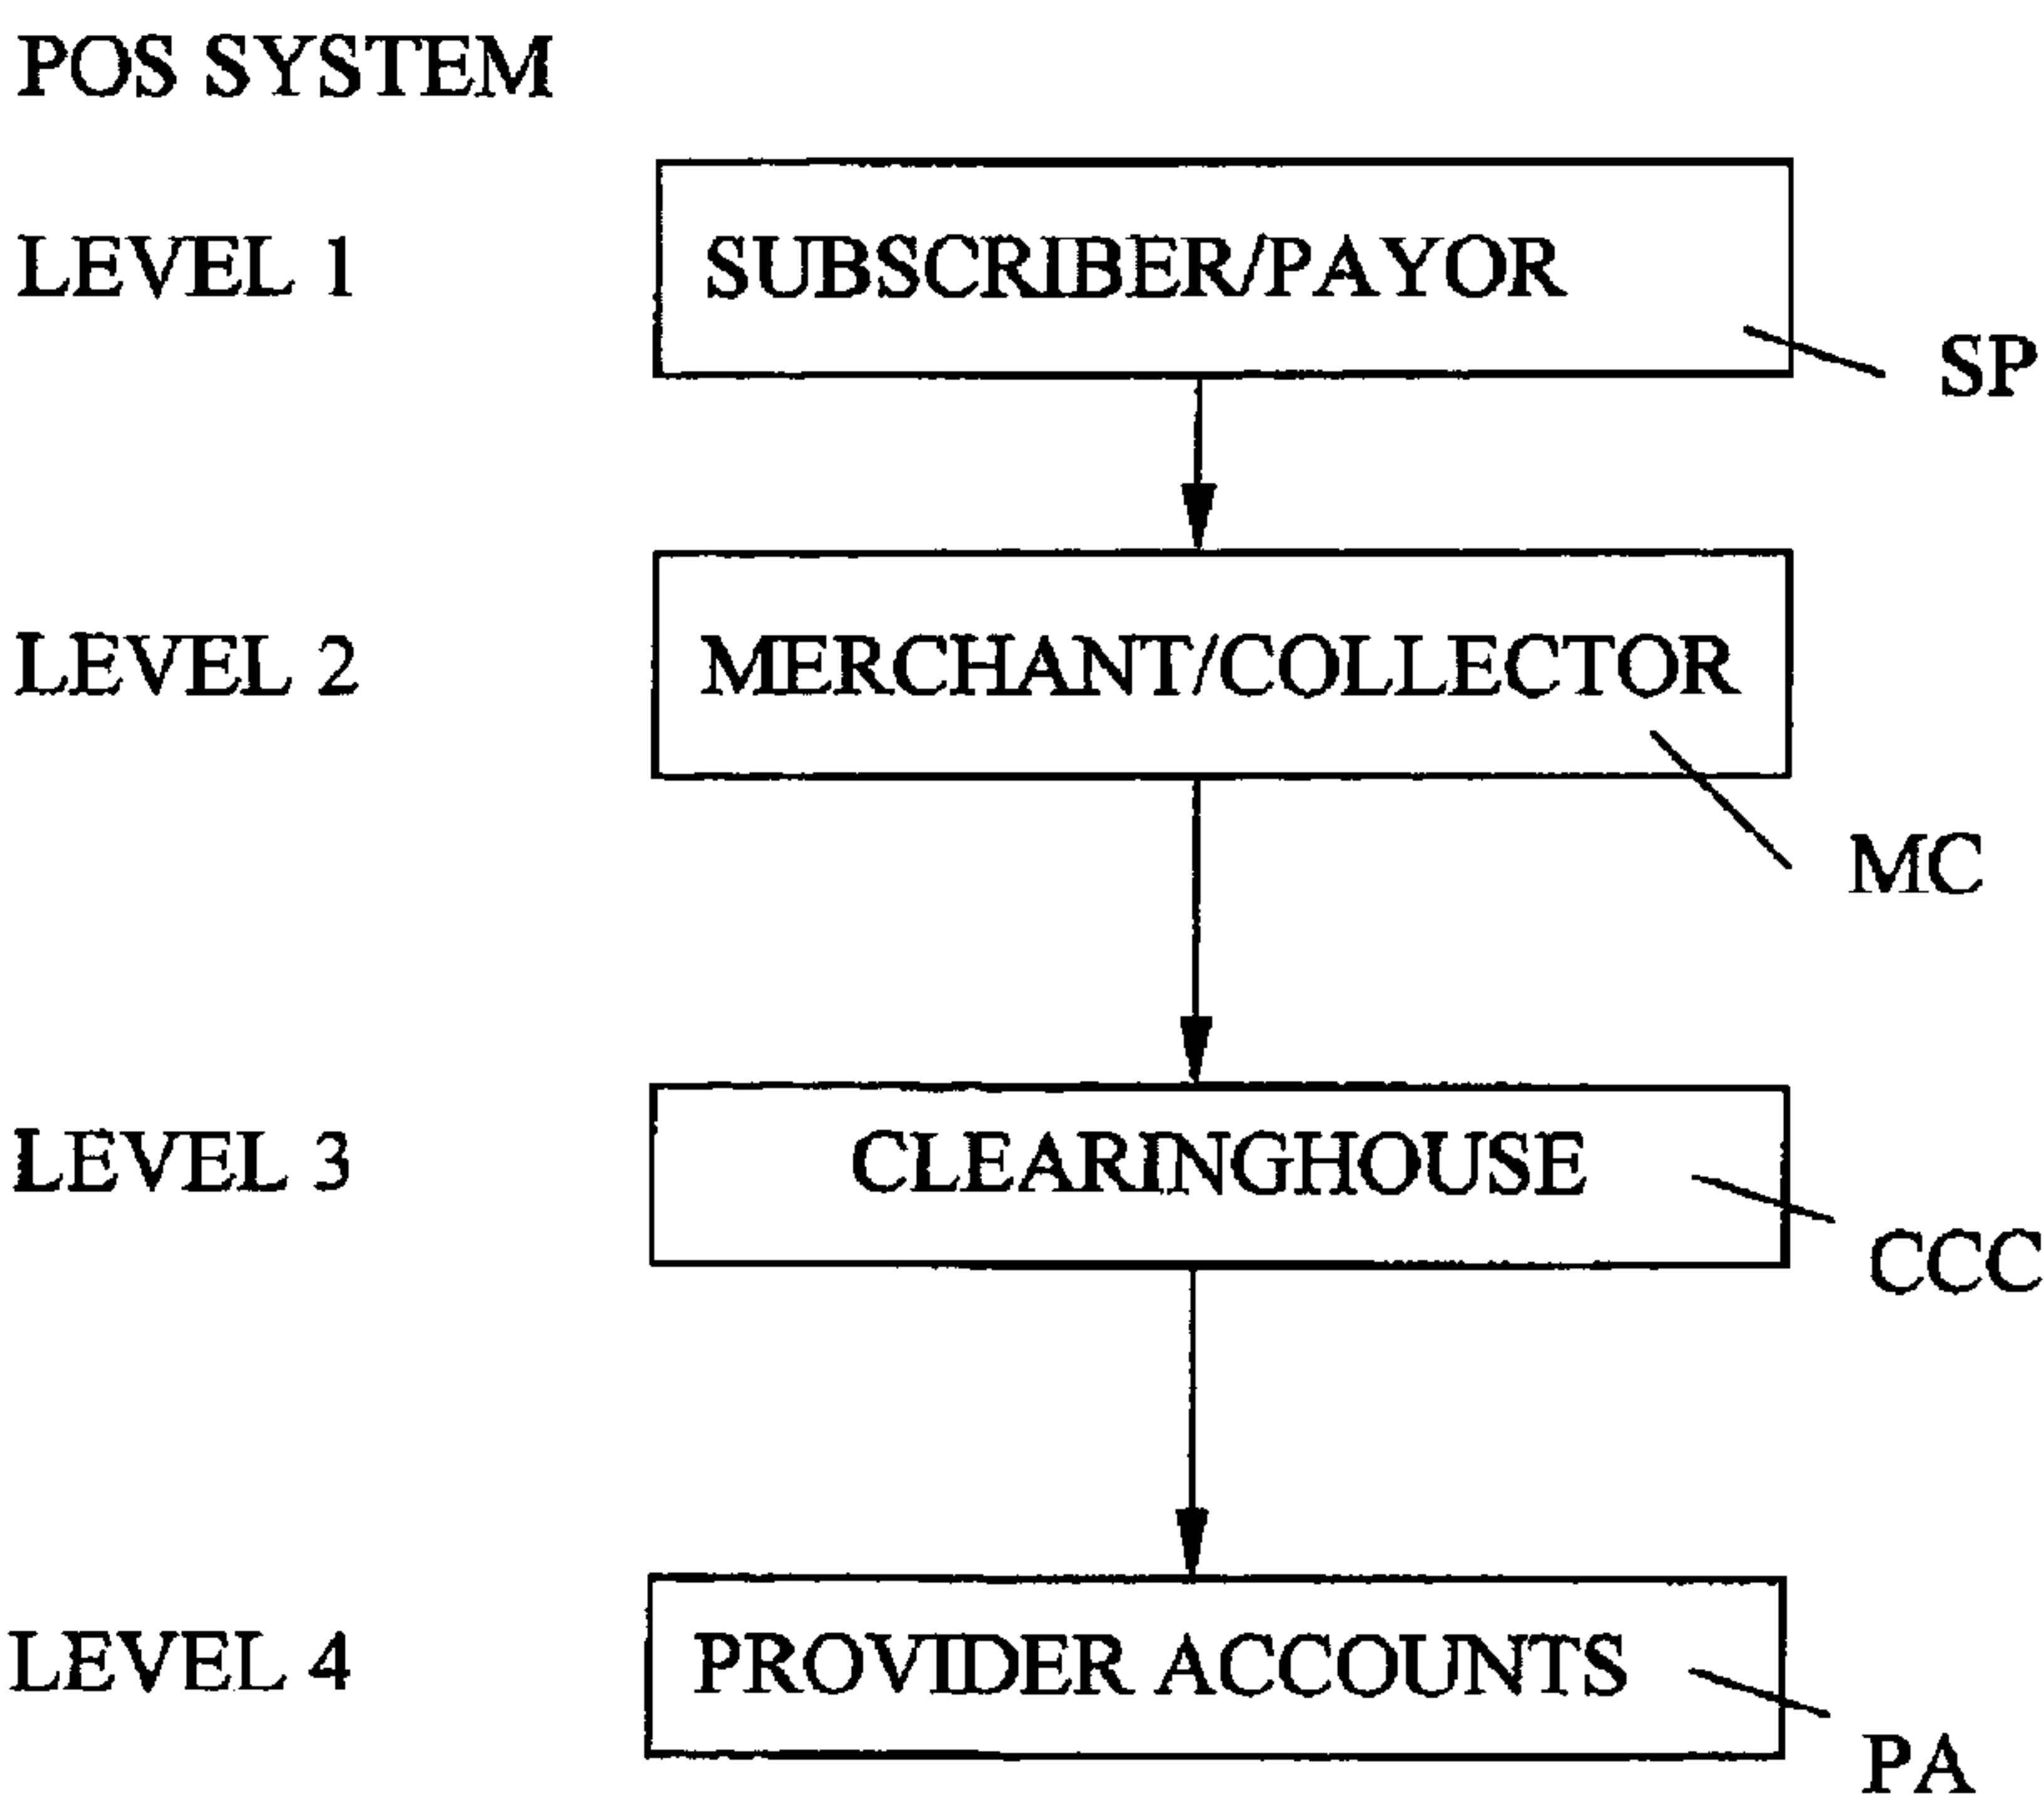 POS SYSTEM
LEVEL 1
SUBSCRIBER/PAYOR
SP
LEVEL 2
MERCHANT/COLLECTOR
MC
LEVEL 3
CLEARINGHOUSE
CCC
LEVEL 4
PROVIDER ACCOUNTS
PA